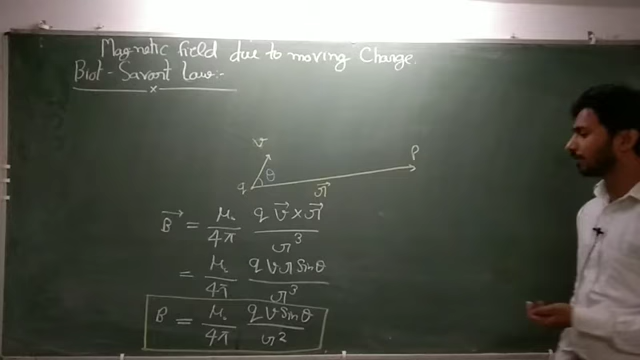 Magnetic field due to moving Charge.
Biot-Savart Law:-
v
θ
q
P
r⃗
B⃗ = μ₀/4π q v⃗ × r⃗ / r³
= μ₀/4π q v r Sinθ / r³
B = μ₀/4π q v Sinθ / r²